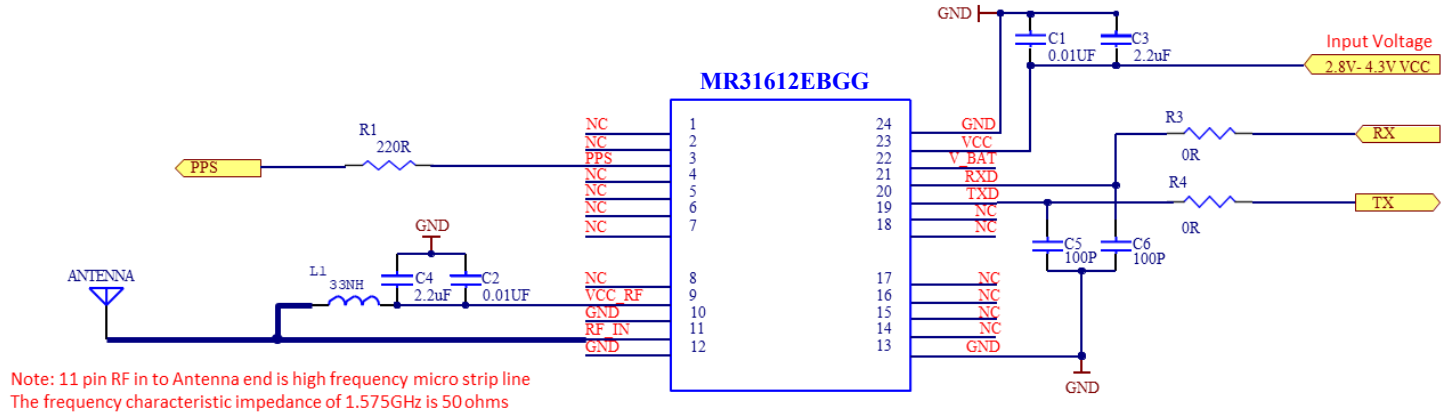 GND
C1
0.01UF
C3
2.2uF
Input Voltage
2.8V- 4.3V VCC
MR31612EBGG
R1
220R
PPS
NC 1
NC 2
PPS 3
NC 4
NC 5
NC 6
NC 7
NC 8
VCC_RF 9
GND 10
RF_IN 11
GND 12
24 GND
23 VCC
22 V_BAT
21 RXD
20 TXD
19 NC
18 NC
17 NC
16 NC
15 NC
14 NC
13 GND
R3
0R
RX
R4
0R
TX
C5
100P
C6
100P
GND
GND
ANTENNA
L1
33NH
C4
2.2uF
C2
0.01UF
Note: 11 pin RF in to Antenna end is high frequency micro strip line
The frequency characteristic impedance of 1.575GHz is 50 ohms